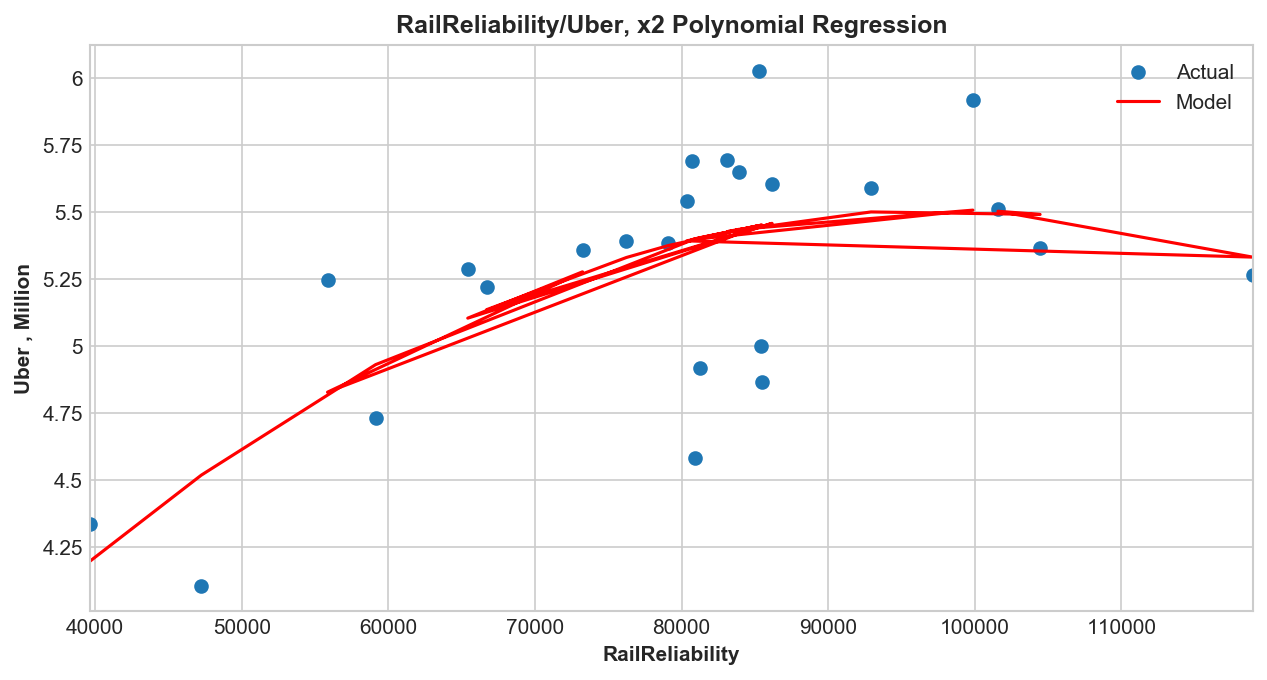 RailReliability/Uber, x2 Polynomial Regression
Actual
Model
6
5.75
5.5
5.25
5
4.75
4.5
4.25
Uber , Million
40000 50000 60000 70000 80000 90000 100000 110000
RailReliability